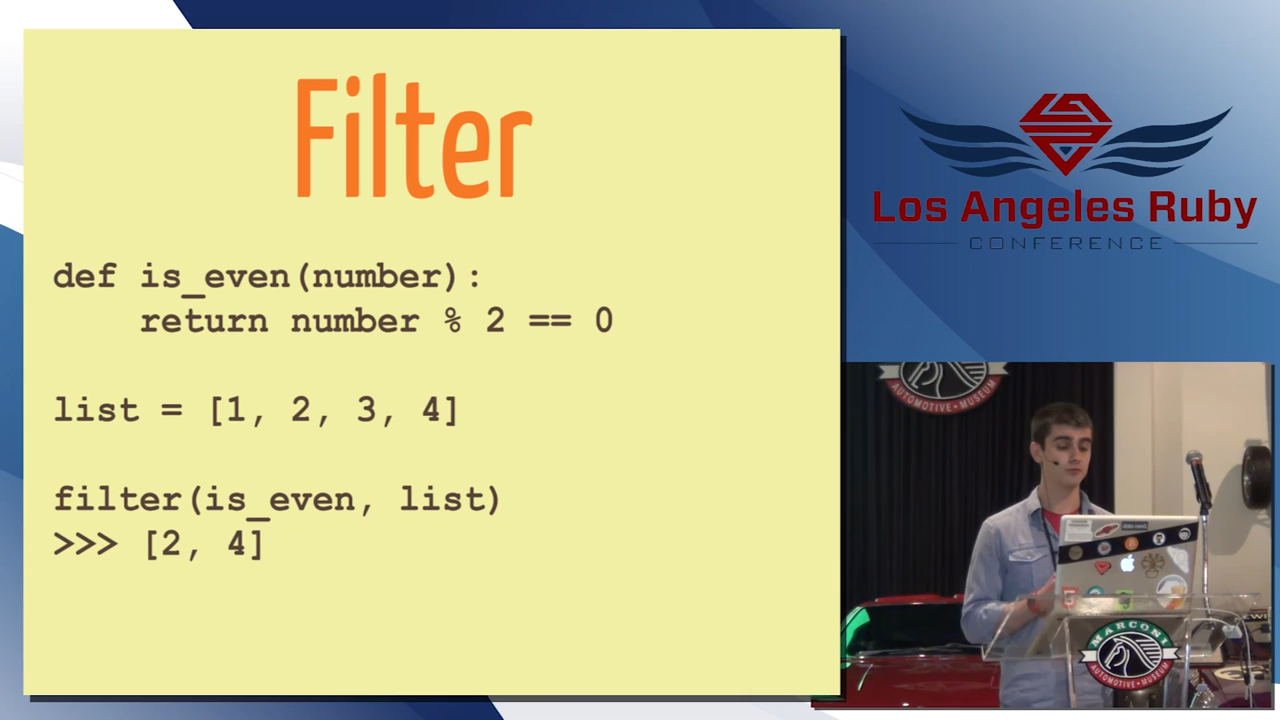 Filter
def is_even(number):
    return number % 2 == 0
list = [1, 2, 3, 4]
filter(is_even, list)
>>> [2, 4]
Los Angeles Ruby
CONFERENCE
AUTOMOTIVE • MUSEUM
MARCONI
AUTOMOTIVE • MUSEUM